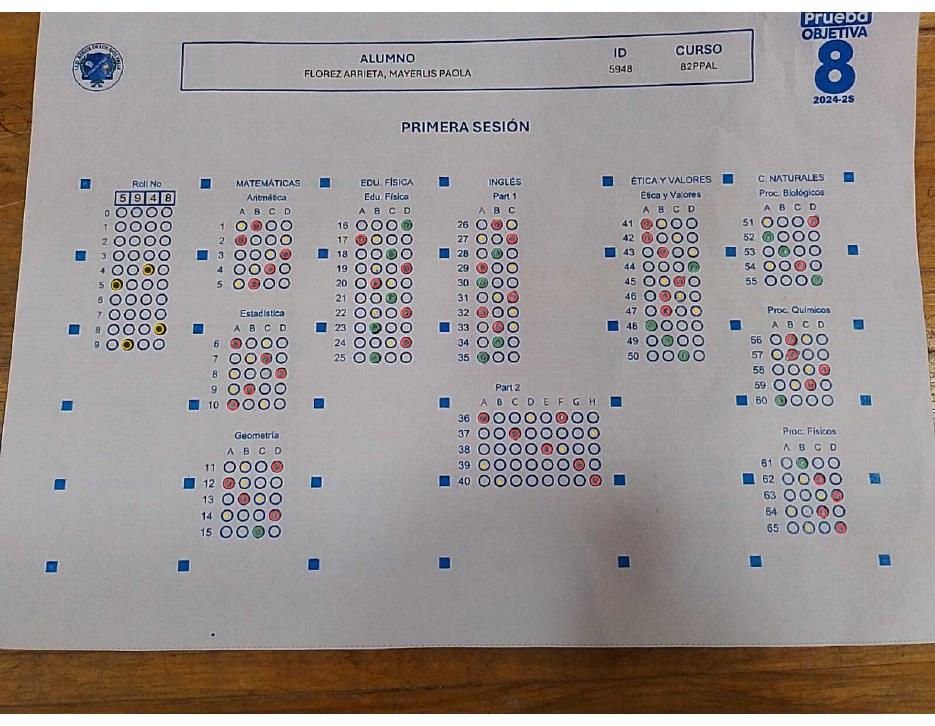 Prueba
OBJETIVA
8
2024-2S
ALUMNO
FLOREZ ARRIETA, MAYERLIS PAOLA
ID
5948
CURSO
82PPAL
PRIMERA SESIÓN
Roll No
5 9 4 8
0
1
2
3
4
5
6
7
8
9
MATEMÁTICAS
Aritmética
A B C D
1
2
3
4
5
Estadística
A B C D
6
7
8
9
10
Geometría
A B C D
11
12
13
14
15
EDU. FÍSICA
Edu. Física
A B C D
16
17
18
19
20
21
22
23
24
25
INGLÉS
Part 1
A B C
26
27
28
29
30
31
32
33
34
35
Part 2
A B C D E F G H
36
37
38
39
40
ÉTICA Y VALORES
Ética y Valores
A B C D
41
42
43
44
45
46
47
48
49
50
C. NATURALES
Proc. Biológicos
A B C D
51
52
53
54
55
Proc. Químicos
A B C D
56
57
58
59
60
Proc. Físicos
A B C D
61
62
63
64
65